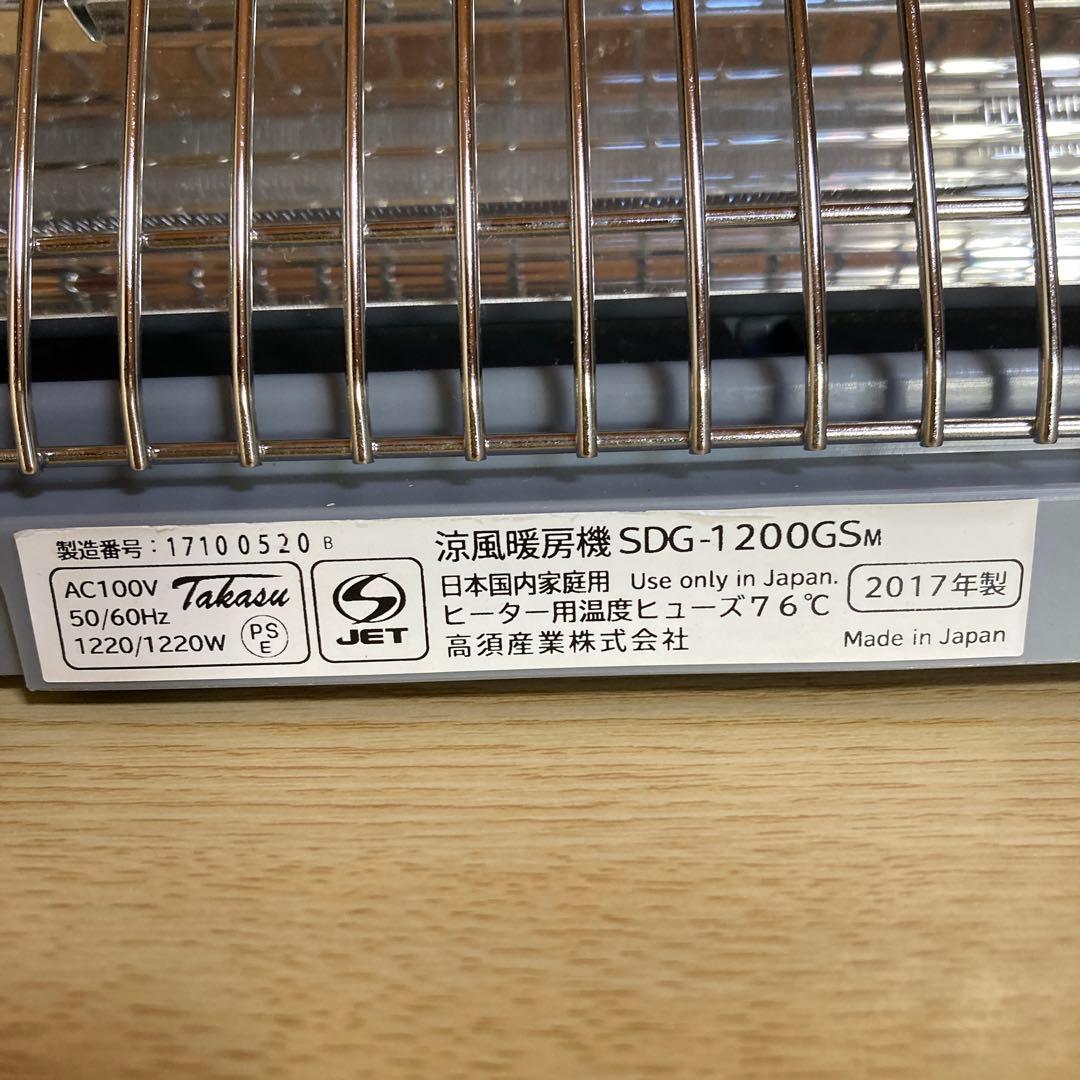 製造番号：17100520 B
涼風暖房機 SDG-1200GSM
AC100V
50/60Hz
1220/1220W
Takasu
PS
E
S
JET
日本国内家庭用 Use only in Japan.
ヒーター用温度ヒューズ76℃
高須産業株式会社
2017年製
Made in Japan